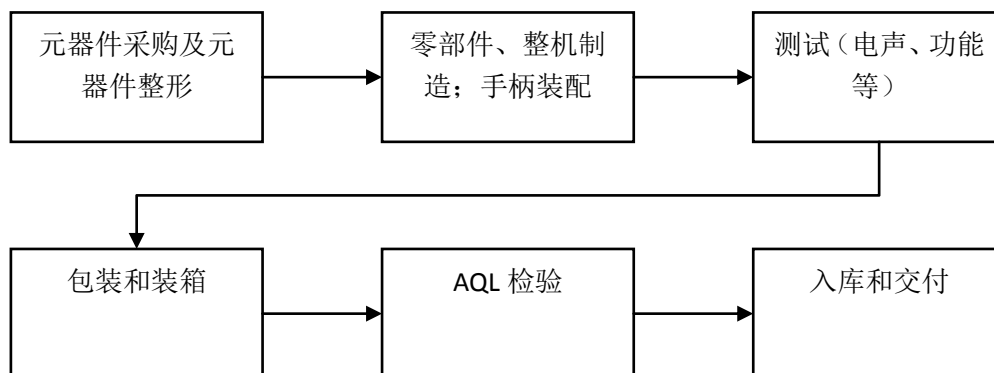 元器件采购及元
器件整形
零部件、整机制
造；手柄装配
测试（电声、功能
等）
包装和装箱
AQL 检验
入库和交付